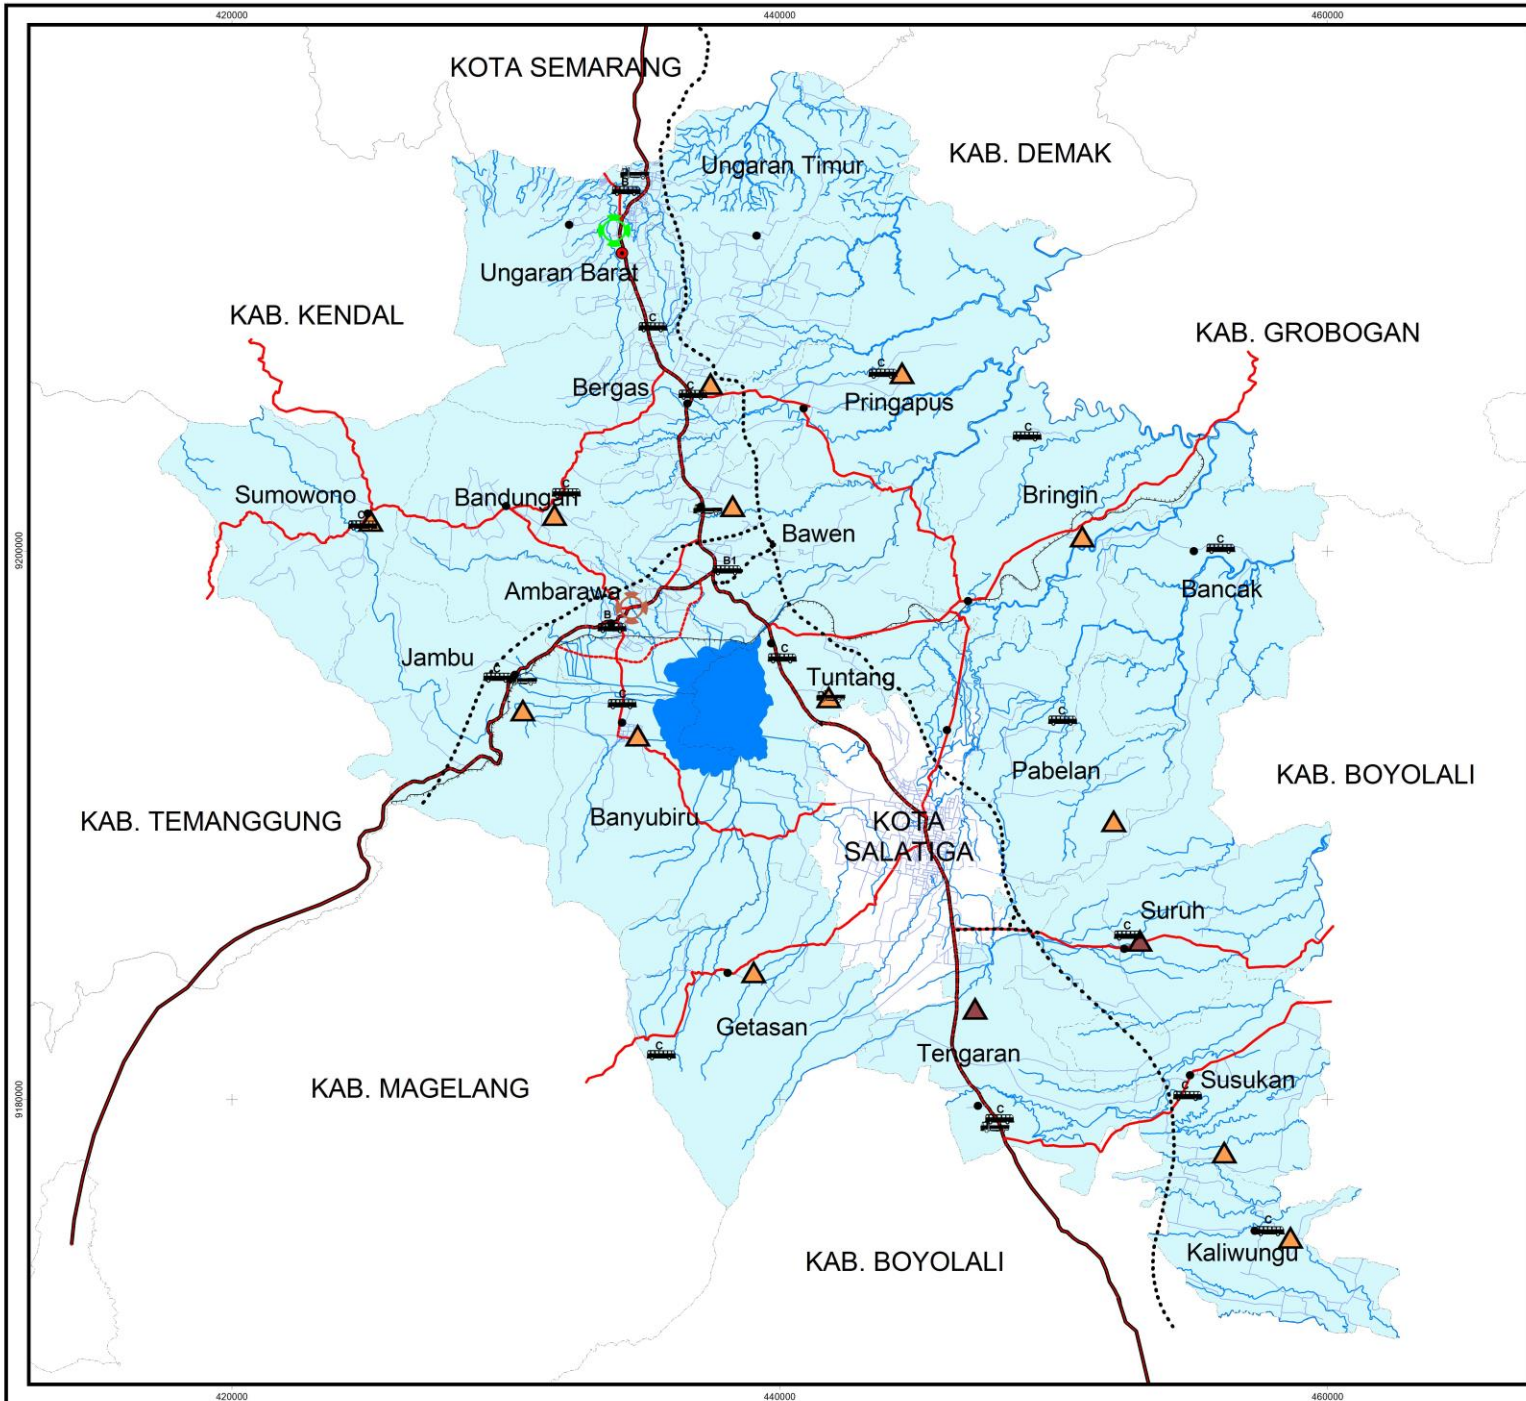 420000
440000
460000
KOTA SEMARANG
KAB. DEMAK
Ungaran Timur
B
Ungaran Barat
KAB. KENDAL
KAB. GROBOGAN
C
Bergas
C
C
Pringapus
C
Sumowono
Bandungan
C
Bringin
C
Bawen
C
9200000
B1
Bancak
Ambarawa
B
Jambu
C
C
Tuntang
C
C
Pabelan
KAB. BOYOLALI
KAB. TEMANGGUNG
Banyubiru
KOTA
SALATIGA
Suruh
C
Getasan
C
Tengaran
KAB. MAGELANG
Susukan
C
9180000
C
C
Kaliwungu
KAB. BOYOLALI
420000
440000
460000